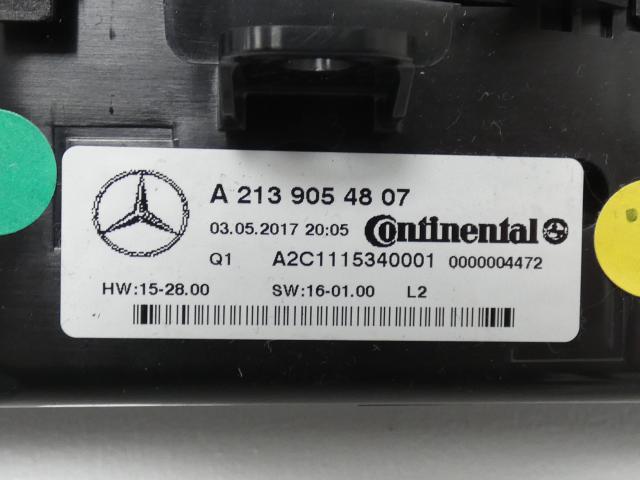 A 213 905 48 07
03.05.2017 20:05 Continental
Q1 A2C1115340001 0000004472
HW:15-28.00 SW:16-01.00 L2